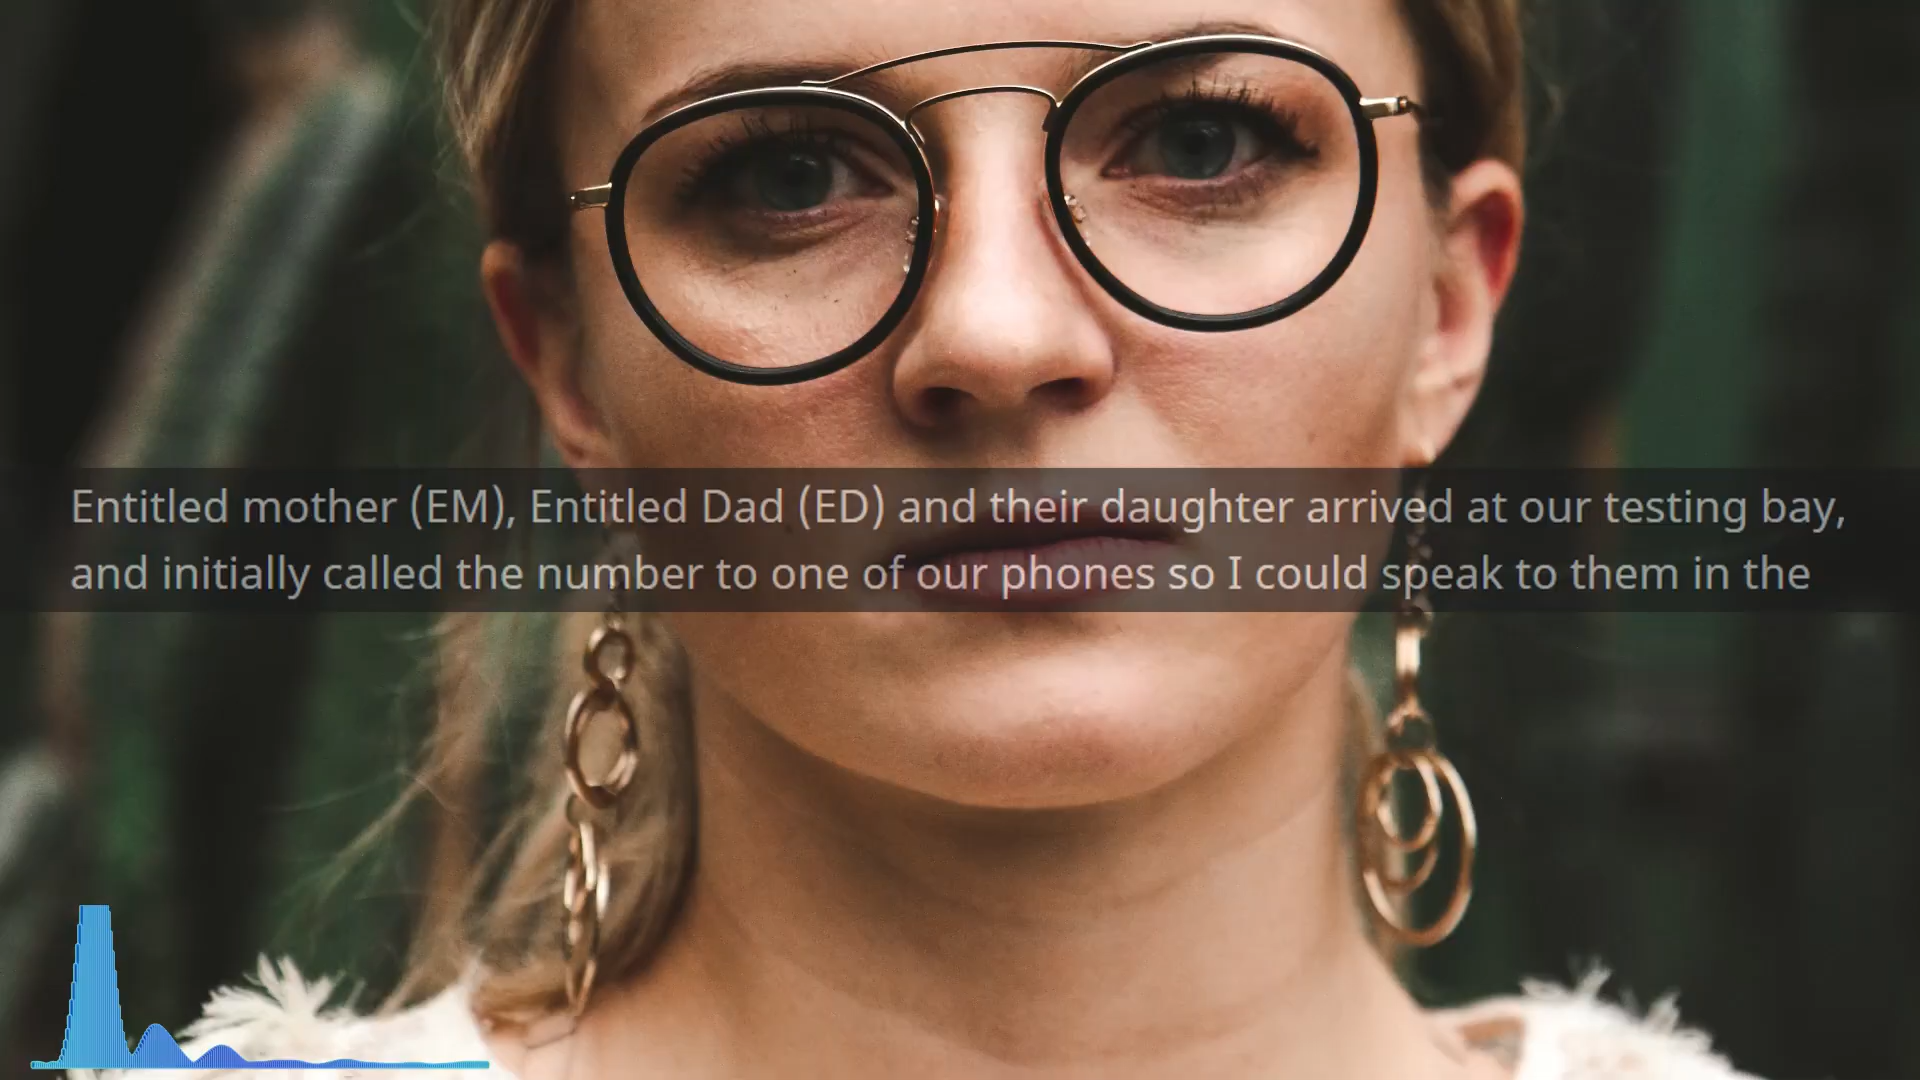 Entitled mother (EM), Entitled Dad (ED) and their daughter arrived at our testing bay,
and initially called the number to one of our phones so I could speak to them in the